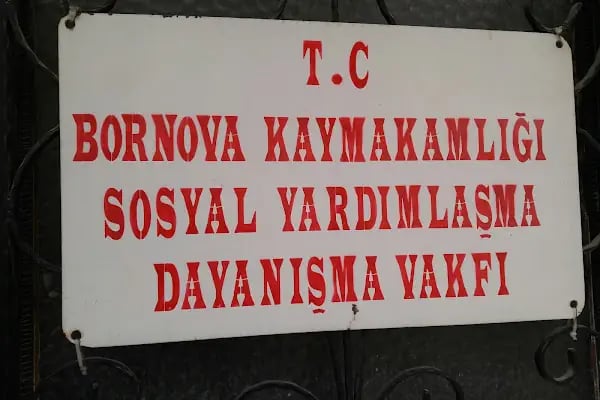 T.C
BORNOVA KAYMAKAMLIĞI
SOSYAL YARDIMLAŞMA
DAYANIŞMA VAKFI